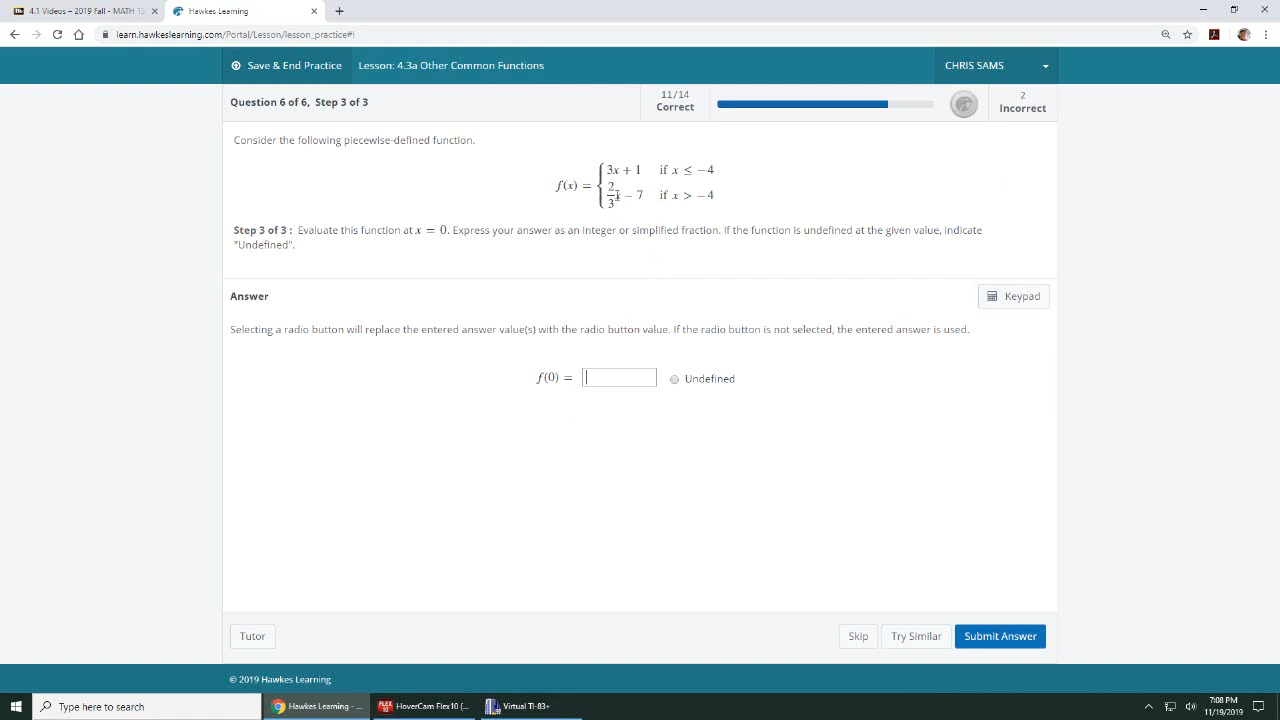 4.1 Videos – 2019 Fall - MATH 1
Hawkes Learning
learn.hawkeslearning.com/Portal/Lesson/lesson_practice#!
Save & End Practice Lesson: 4.3a Other Common Functions CHRIS SAMS
Question 6 of 6, Step 3 of 3
11/14
Correct
2
Incorrect
Consider the following piecewise-defined function.
3x + 1 if x ≤ −4
f(x) =
2/3 x − 7 if x > −4
Step 3 of 3 : Evaluate this function at x = 0. Express your answer as an integer or simplified fraction. If the function is undefined at the given value, indicate
"Undefined".
Answer
Keypad
Selecting a radio button will replace the entered answer value(s) with the radio button value. If the radio button is not selected, the entered answer is used.
f(0) = Undefined
Tutor Skip Try Similar Submit Answer
© 2019 Hawkes Learning
Type here to search
Hawkes Learning - ...
HoverCam Flex10 (...
Virtual TI-83+
7:08 PM
11/19/2019